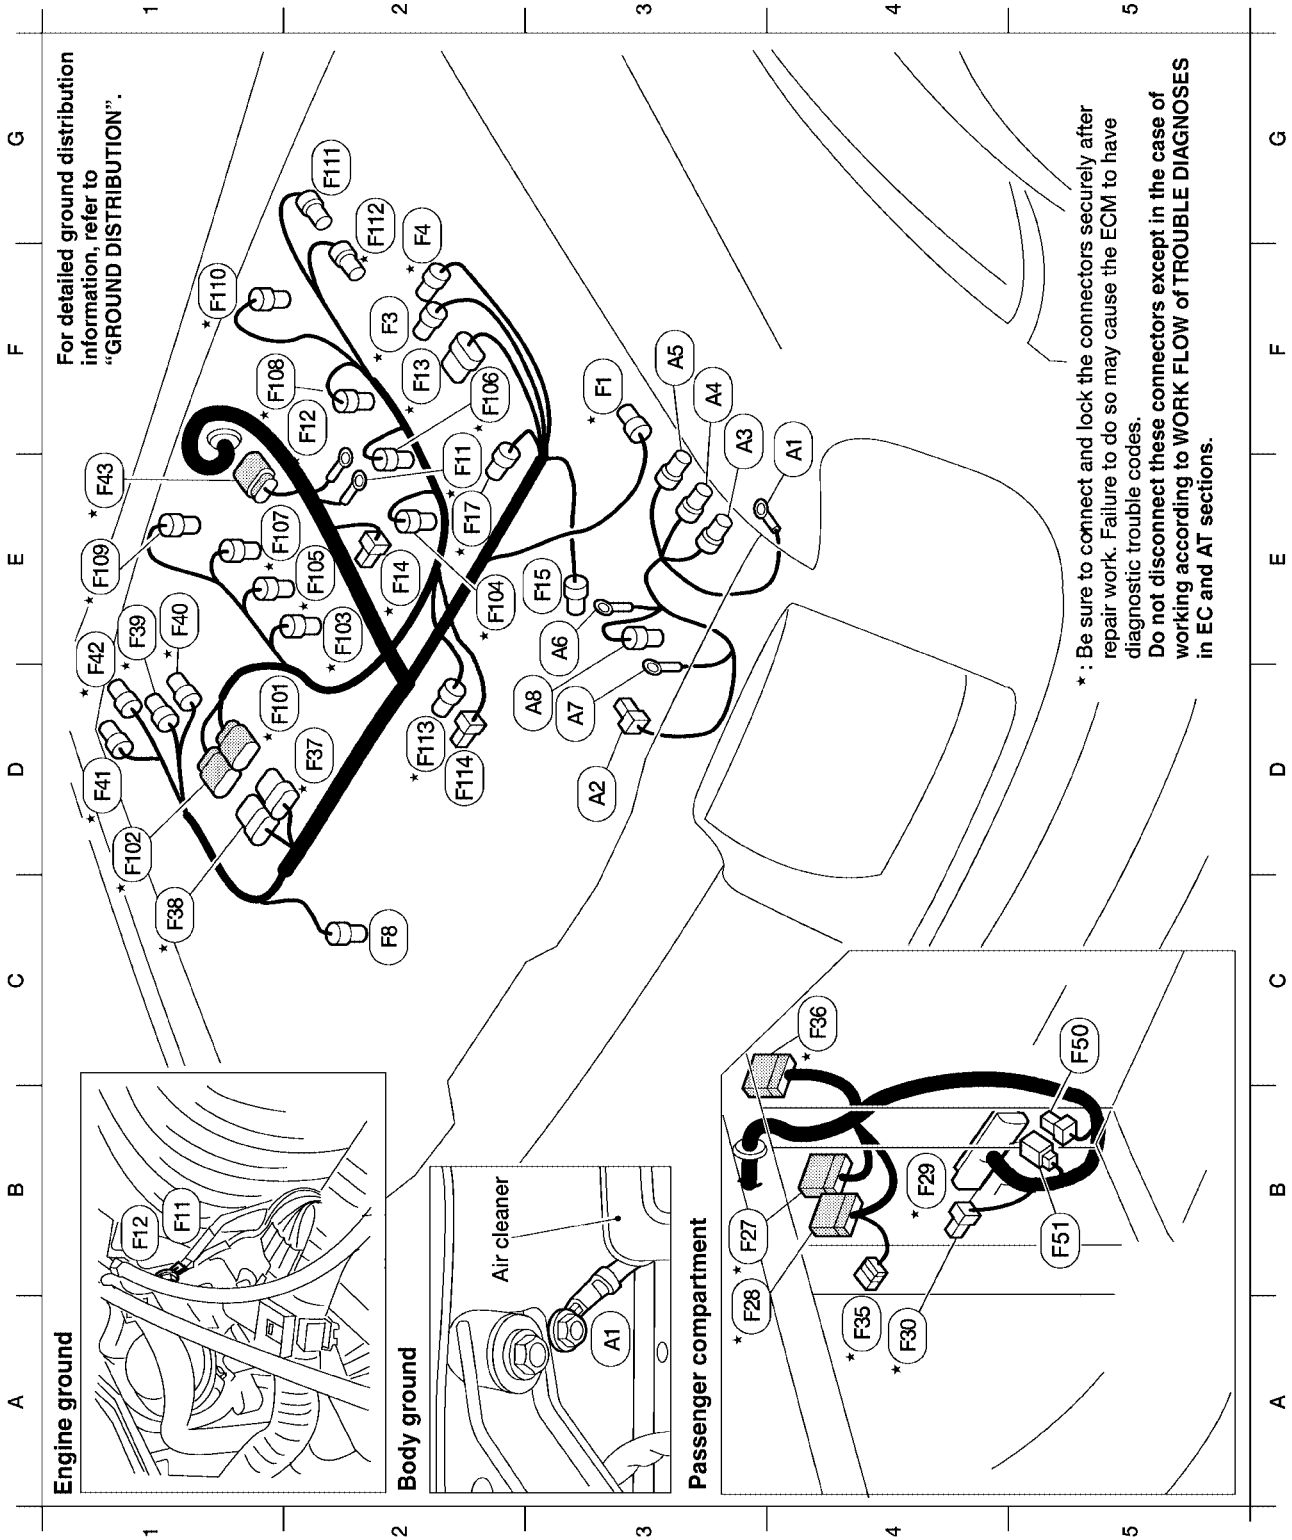 1
2
3
4
5
G
F
E
D
C
B
A
For detailed ground distribution
information, refer to
“GROUND DISTRIBUTION”.
F111
F112
★
F4
★
F110
★
F3
★
F108
★
F13
★
F12
★
F106
★
F1
★
A5
A4
A3
A1
F43
★
F11
★
F17
★
F109
★
F107
★
F105
★
F14
★
F104
★
F15
F103
★
A6
F42
★
F39
★
F40
★
F101
★
A8
A7
F41
★
F37
★
F113
★
F114
A2
F102
★
F38
★
F8
★: Be sure to connect and lock the connectors securely after
repair work. Failure to do so may cause the ECM to have
diagnostic trouble codes.
Do not disconnect these connectors except in the case of
working according to WORK FLOW of TROUBLE DIAGNOSES
in EC and AT sections.
Engine ground
F12
F11
Body ground
Air cleaner
A1
Passenger compartment
F36
★
F50
F27
★
F29
★
F28
★
F51
F35
★
F30
★
1
2
3
4
5
G
F
E
D
C
B
A